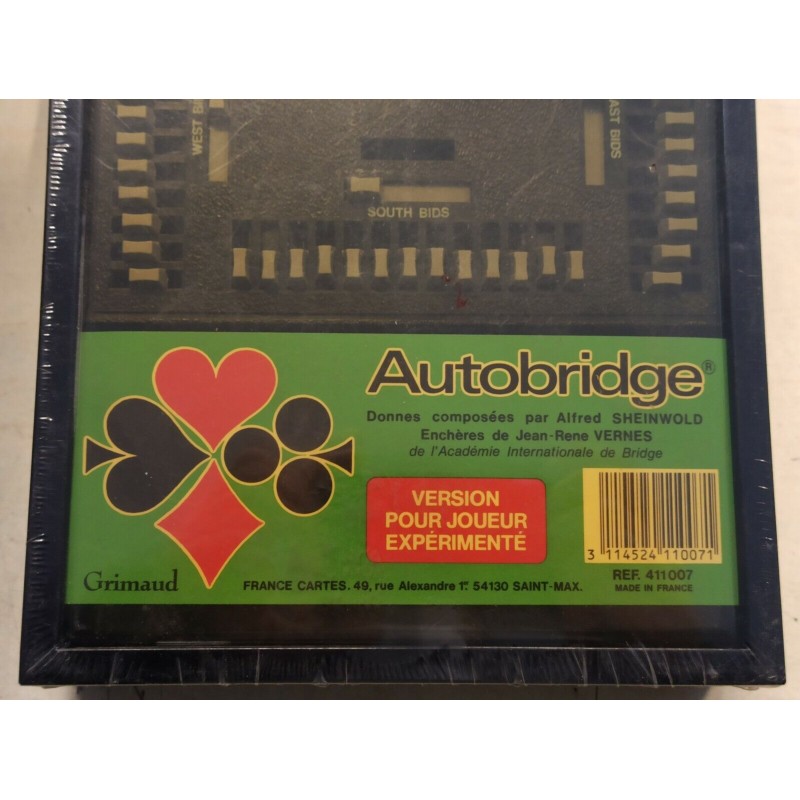 WEST BI
AST BIDS
SOUTH BIDS
Autobridge®
Donnes composées par Alfred SHEINWOLD
Enchères de Jean-Rene VERNES
de l'Académie Internationale de Bridge
VERSION
POUR JOUEUR
EXPÉRIMENTÉ
3 114524 110071
Grimaud
FRANCE CARTES. 49, rue Alexandre 1er 54130 SAINT-MAX.
REF. 411007
MADE IN FRANCE